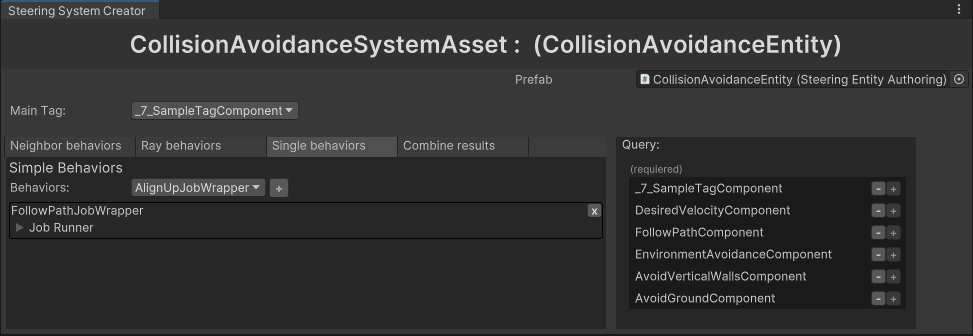 Steering System Creator
CollisionAvoidanceSystemAsset : (CollisionAvoidanceEntity)
Prefab
CollisionAvoidanceEntity (Steering Entity Authoring)
Main Tag:
_7_SampleTagComponent
Neighbor behaviors
Ray behaviors
Single behaviors
Combine results
Simple Behaviors
Behaviors:
AlignUpJobWrapper
+
FollowPathJobWrapper
x
Job Runner
Query:
(requiered)
_7_SampleTagComponent
- +
DesiredVelocityComponent
- +
FollowPathComponent
- +
EnvironmentAvoidanceComponent
- +
AvoidVerticalWallsComponent
- +
AvoidGroundComponent
- +